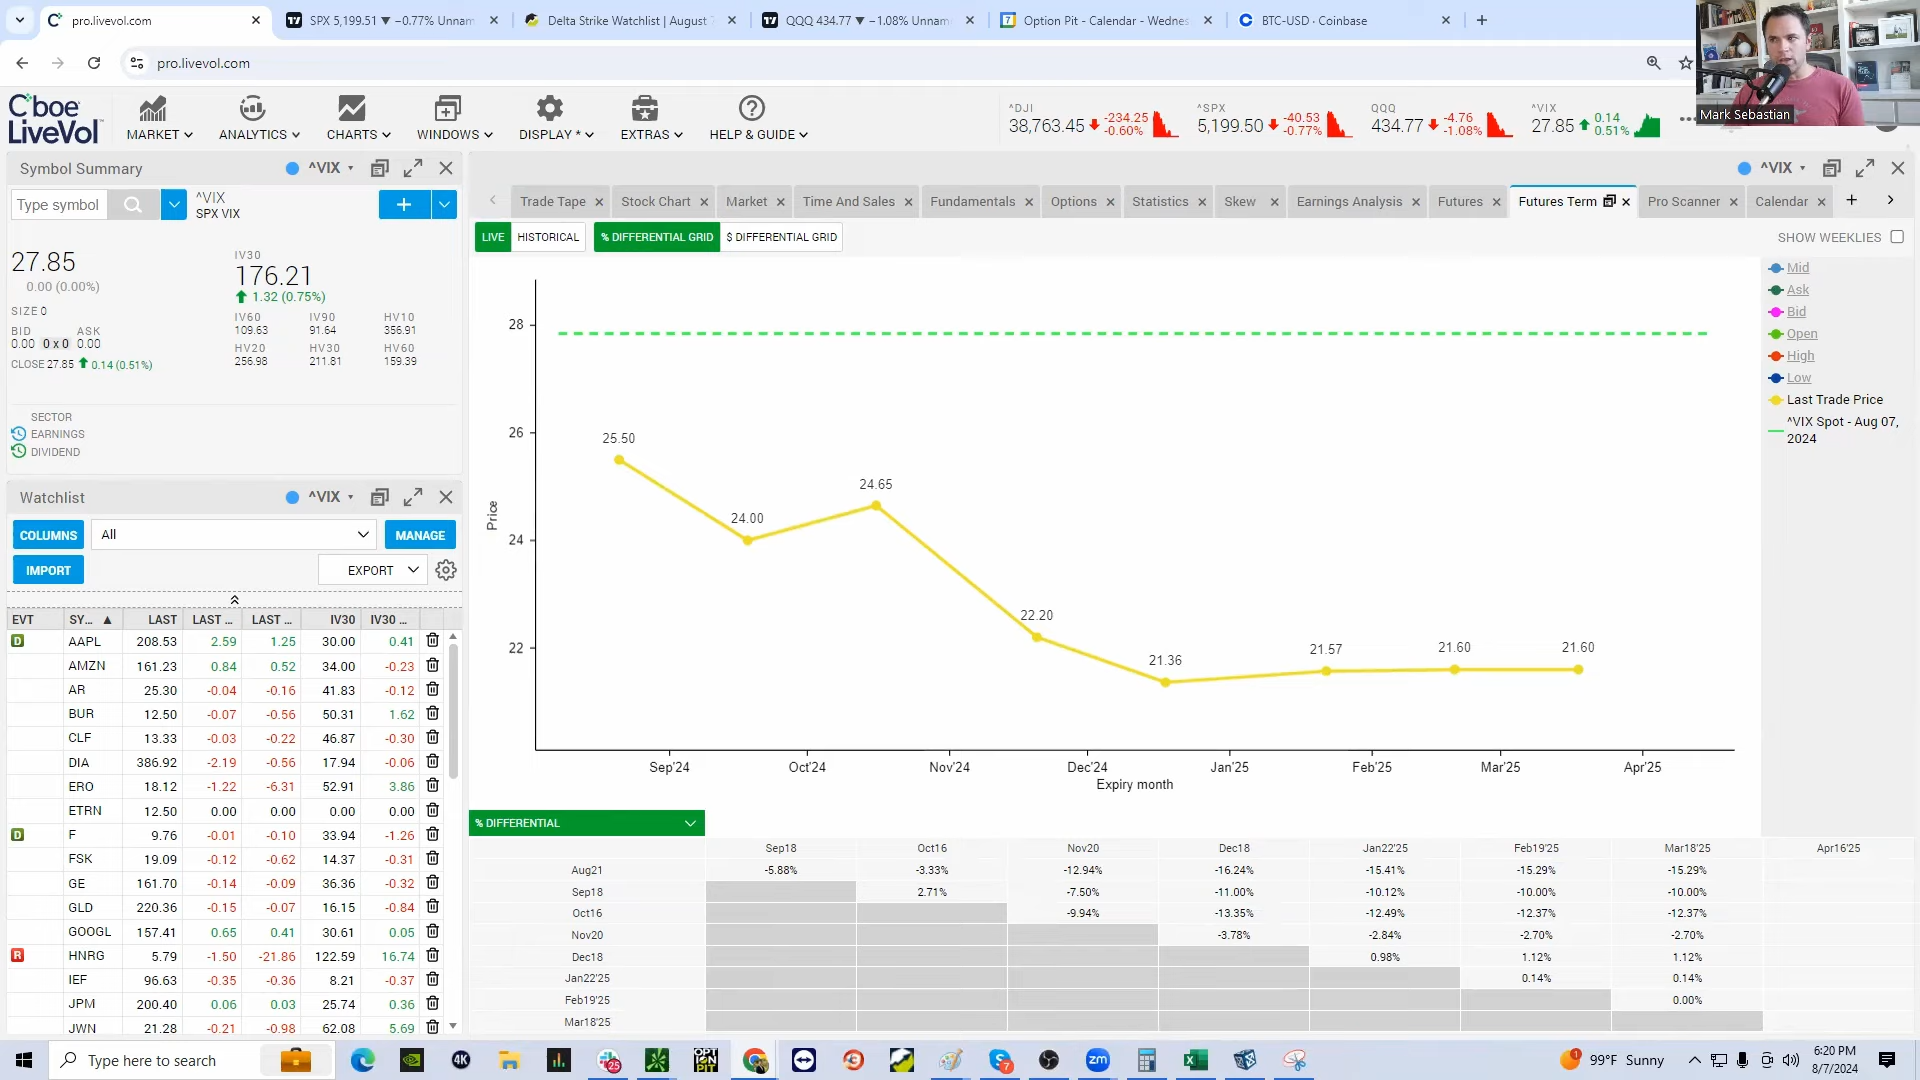 pro.livevol.com
SPX 5,199.51 ▼ −0.77% Unnam
Delta Strike Watchlist | August
QQQ 434.77 ▼ −1.08% Unnam
Option Pit - Calendar - Wednes
BTC-USD · Coinbase
pro.livevol.com
Cboe LiveVol
MARKET
ANALYTICS
CHARTS
WINDOWS
DISPLAY *
EXTRAS
HELP & GUIDE
^DJI 38,763.45 -234.25 -0.60%
^SPX 5,199.50 -40.53 -0.77%
QQQ 434.77 -4.76 -1.08%
^VIX 27.85 0.14 0.51%
Mark Sebastian
Symbol Summary ^VIX
Type symbol
^VIX
SPX VIX
27.85
0.00 (0.00%)
IV30
176.21
1.32 (0.75%)
SIZE 0
BID ASK
0.00 0 x 0 0.00
CLOSE 27.85 0.14 (0.51%)
IV60 IV90 HV10
109.63 91.64 356.91
HV20 HV30 HV60
256.98 211.81 159.39
SECTOR
EARNINGS
DIVIDEND
Watchlist ^VIX
COLUMNS All MANAGE
IMPORT EXPORT
EVT SY... ▲ LAST LAST ... LAST ... IV30 IV30 ...
D AAPL 208.53 2.59 1.25 30.00 0.41
AMZN 161.23 0.84 0.52 34.00 -0.23
AR 25.30 -0.04 -0.16 41.83 -0.12
BUR 12.50 -0.07 -0.56 50.31 1.62
CLF 13.33 -0.03 -0.22 46.87 -0.30
DIA 386.92 -2.19 -0.56 17.94 -0.06
ERO 18.12 -1.22 -6.31 52.91 3.86
ETRN 12.50 0.00 0.00 0.00 0.00
D F 9.76 -0.01 -0.10 33.94 -1.26
FSK 19.09 -0.12 -0.62 14.37 -0.31
GE 161.70 -0.14 -0.09 36.36 -0.32
GLD 220.36 -0.15 -0.07 16.15 -0.84
GOOGL 157.41 0.65 0.41 30.61 0.05
R HNRG 5.79 -1.50 -21.86 122.59 16.74
IEF 96.63 -0.35 -0.36 8.21 -0.37
JPM 200.40 0.06 0.03 25.74 0.36
JWN 21.28 -0.21 -0.98 62.08 5.69
^VIX
Trade Tape
Stock Chart
Market
Time And Sales
Fundamentals
Options
Statistics
Skew
Earnings Analysis
Futures
Futures Term
Pro Scanner
Calendar
LIVE HISTORICAL % DIFFERENTIAL GRID $ DIFFERENTIAL GRID
SHOW WEEKLIES
Mid
Ask
Bid
Open
High
Low
Last Trade Price
^VIX Spot - Aug 07,
2024
Price
28
26
24
22
25.50
24.00
24.65
22.20
21.36
21.57
21.60
21.60
Sep'24 Oct'24 Nov'24 Dec'24 Jan'25 Feb'25 Mar'25 Apr'25
Expiry month
% DIFFERENTIAL
Sep18 Oct16 Nov20 Dec18 Jan22'25 Feb19'25 Mar18'25 Apr16'25
Aug21 -5.88% -3.33% -12.94% -16.24% -15.41% -15.29% -15.29%
Sep18 2.71% -7.50% -11.00% -10.12% -10.00% -10.00%
Oct16 -9.94% -13.35% -12.49% -12.37% -12.37%
Nov20 -3.78% -2.84% -2.70% -2.70%
Dec18 0.98% 1.12% 1.12%
Jan22'25 0.14% 0.14%
Feb19'25 0.00%
Mar18'25
Type here to search
4K
25
OPTION PIT
7
zm
1
99°F Sunny
6:20 PM
8/7/2024